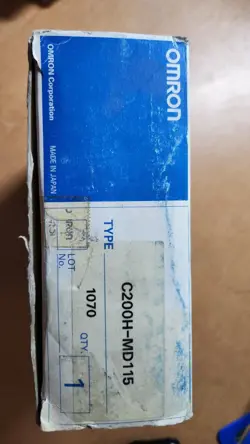 OMRON
OMRON Corporation
MADE IN JAPAN
TYPE
C200H-MD115
LOT No.
1070
QTY.
1